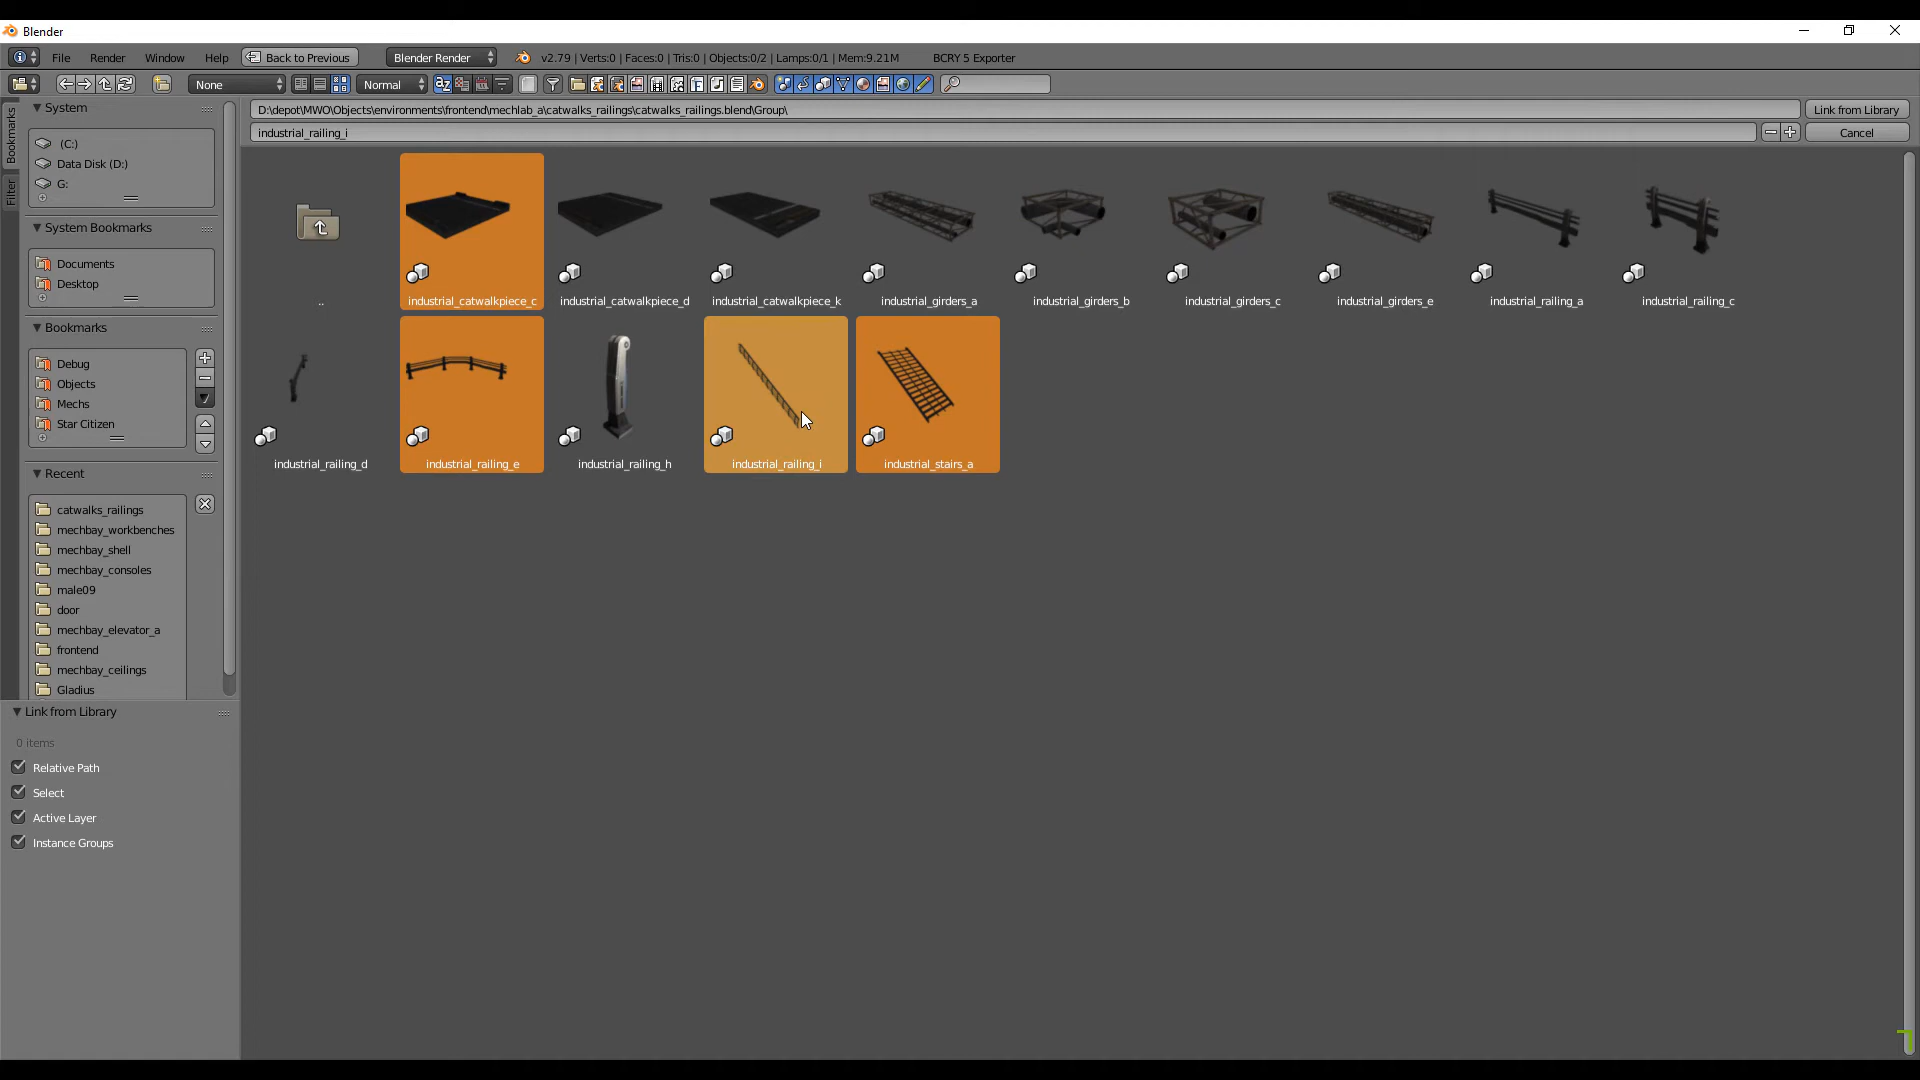 Blender
File Render Window Help Back to Previous Blender Render v2.79 | Verts:0 | Faces:0 | Tris:0 | Objects:0/2 | Lamps:0/1 | Mem:9.21M BCRY 5 Exporter
None Normal
System
(C:)
Data Disk (D:)
G:
System Bookmarks
Documents
Desktop
Bookmarks
Debug
Objects
Mechs
Star Citizen
Recent
catwalks_railings
mechbay_workbenches
mechbay_shell
mechbay_consoles
male09
door
mechbay_elevator_a
frontend
mechbay_ceilings
Gladius
Bookmarks
Filter
Link from Library
0 items
Relative Path
Select
Active Layer
Instance Groups
D:\depot\MWO\Objects\environments\frontend\mechlab_a\catwalks_railings\catwalks_railings.blend\Group\
Link from Library
industrial_railing_i
Cancel
.. industrial_catwalkpiece_c industrial_catwalkpiece_d industrial_catwalkpiece_k industrial_girders_a industrial_girders_b industrial_girders_c industrial_girders_e industrial_railing_a industrial_railing_c
industrial_railing_d industrial_railing_e industrial_railing_h industrial_railing_i industrial_stairs_a